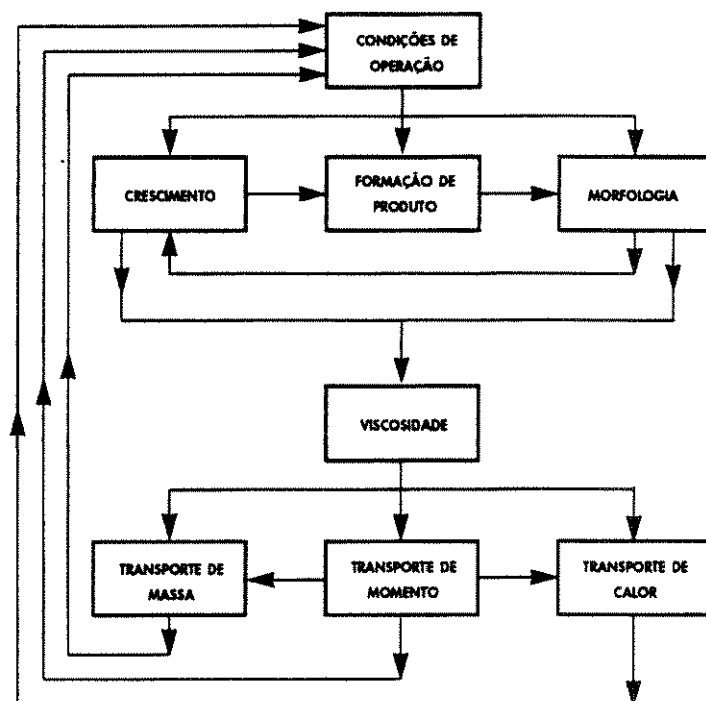 CONDIÇÕES DE
OPERAÇÃO
CRESCIMENTO
FORMAÇÃO DE
PRODUTO
MORFOLOGIA
VISCOSIDADE
TRANSPORTE DE
MASSA
TRANSPORTE DE
MOMENTO
TRANSPORTE DE
CALOR